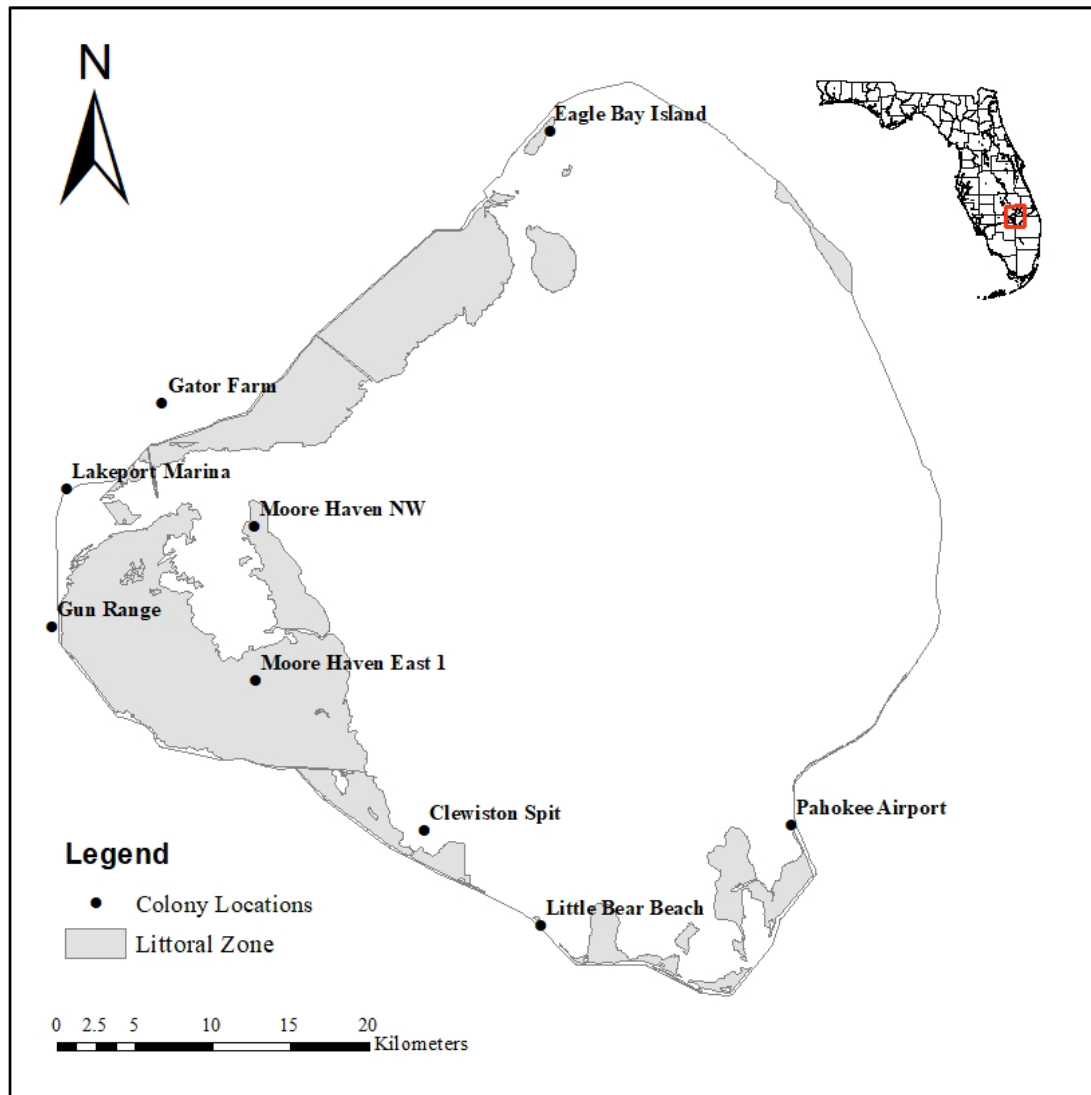 N
Eagle Bay Island
Gator Farm
Lakeport Marina
Moore Haven NW
Gun Range
Moore Haven East 1
Clewiston Spit
Pahokee Airport
Little Bear Beach
Legend
Colony Locations
Littoral Zone
0 2.5 5 10 15 20
Kilometers